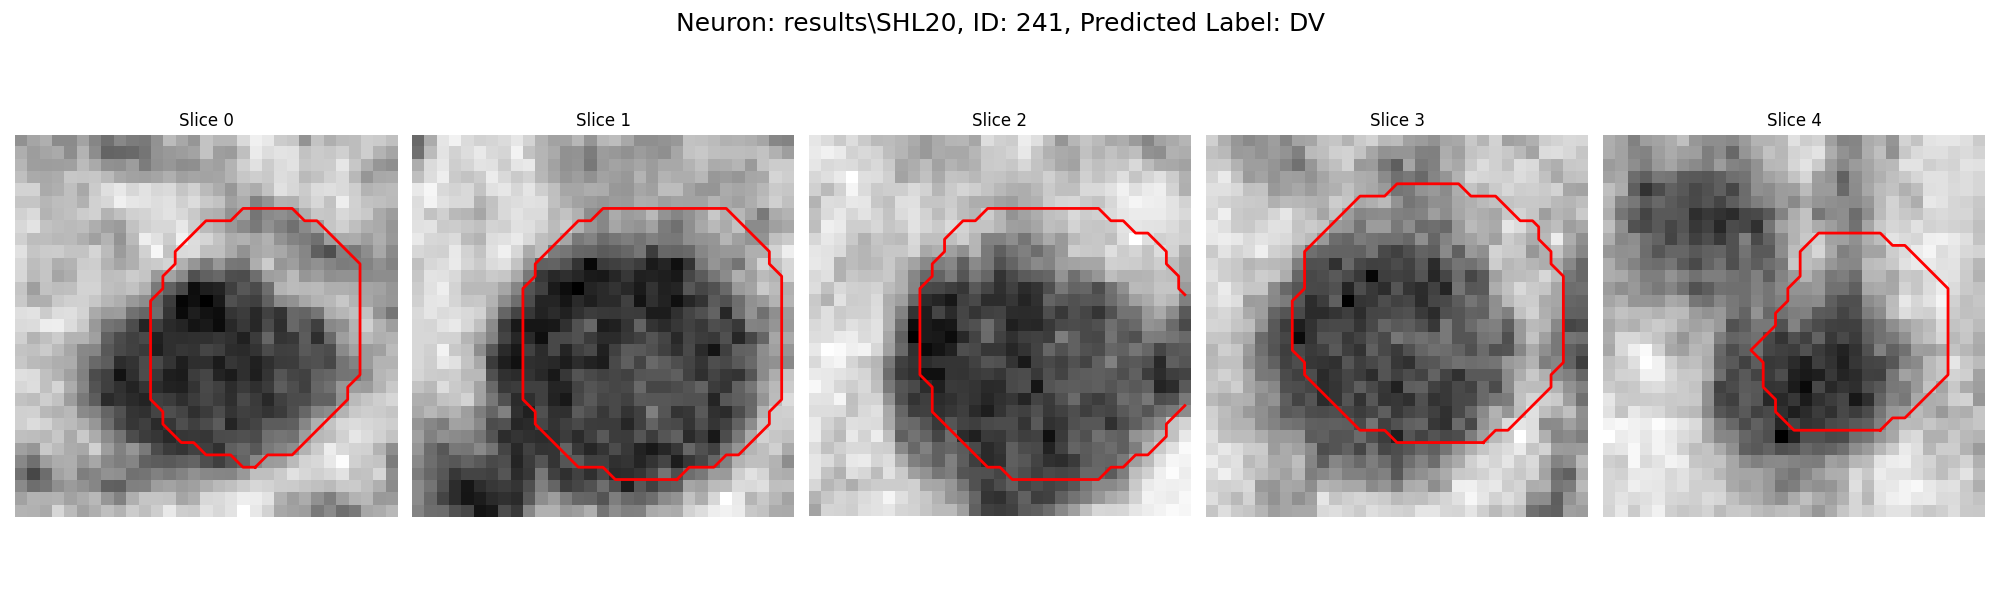 Neuron: results\SHL20, ID: 241, Predicted Label: DV
Slice 0
Slice 1
Slice 2
Slice 3
Slice 4